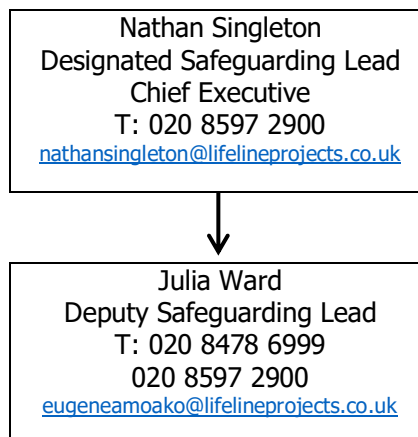 Nathan Singleton
Designated Safeguarding Lead
Chief Executive
T: 020 8597 2900
nathansingleton@lifelineprojects.co.uk
Julia Ward
Deputy Safeguarding Lead
T: 020 8478 6999
020 8597 2900
eugeneamoako@lifelineprojects.co.uk